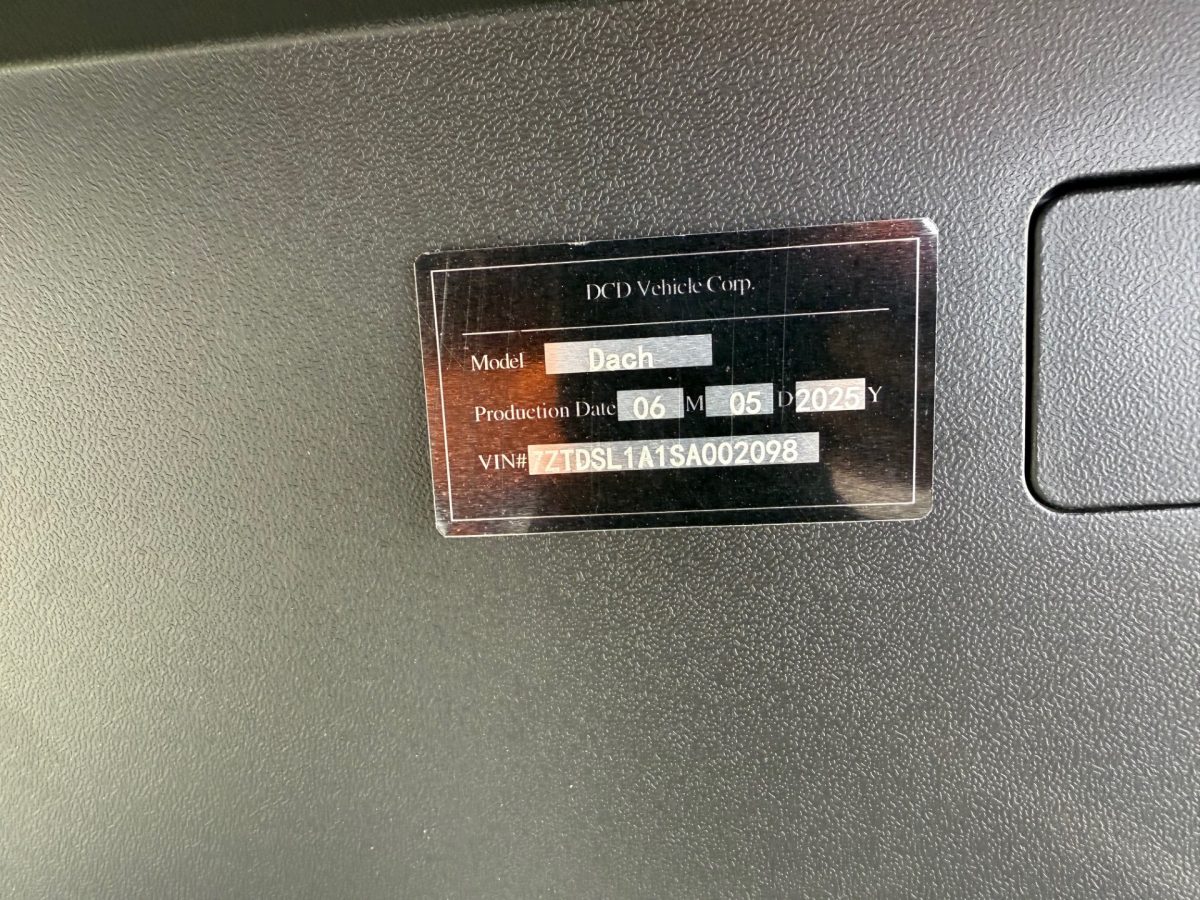 DCD Vehicle Corp.
Model Dach
Production Date 06 M 05 D 2025 Y
VIN# 7ZTDSL1A1SA002098